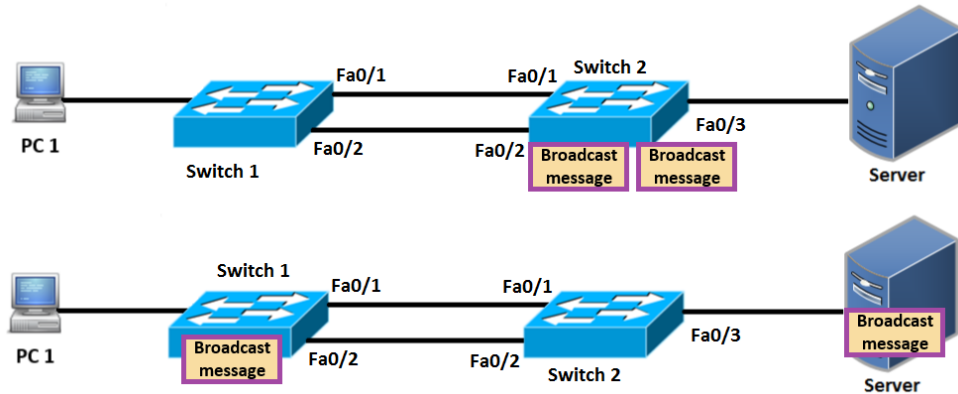 Switch 2
Fa0/1
Fa0/1
PC 1
Fa0/2
Fa0/2
Fa0/3
Switch 1
Broadcast
message
Broadcast
message
Server
Switch 1
Fa0/1
Fa0/1
PC 1
Broadcast
message
Fa0/2
Fa0/2
Fa0/3
Switch 2
Broadcast
message
Server